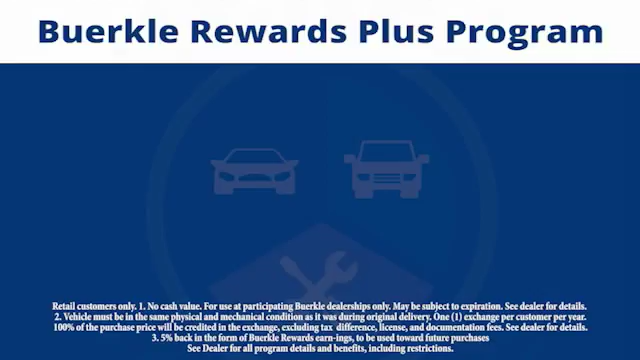 Buerkle Rewards Plus Program
Retail customers only. 1. No cash value. For use at participating Buerkle dealerships only. May be subject to expiration. See dealer for details.
2. Vehicle must be in the same physical and mechanical condition as it was during original delivery. One (1) exchange per customer per year.
100% of the purchase price will be credited in the exchange, excluding tax difference, license, and documentation fees. See dealer for details.
3. 5% back in the form of Buerkle Rewards earn-ings, to be used toward future purchases
See Dealer for all program details and benefits, including restrictions.